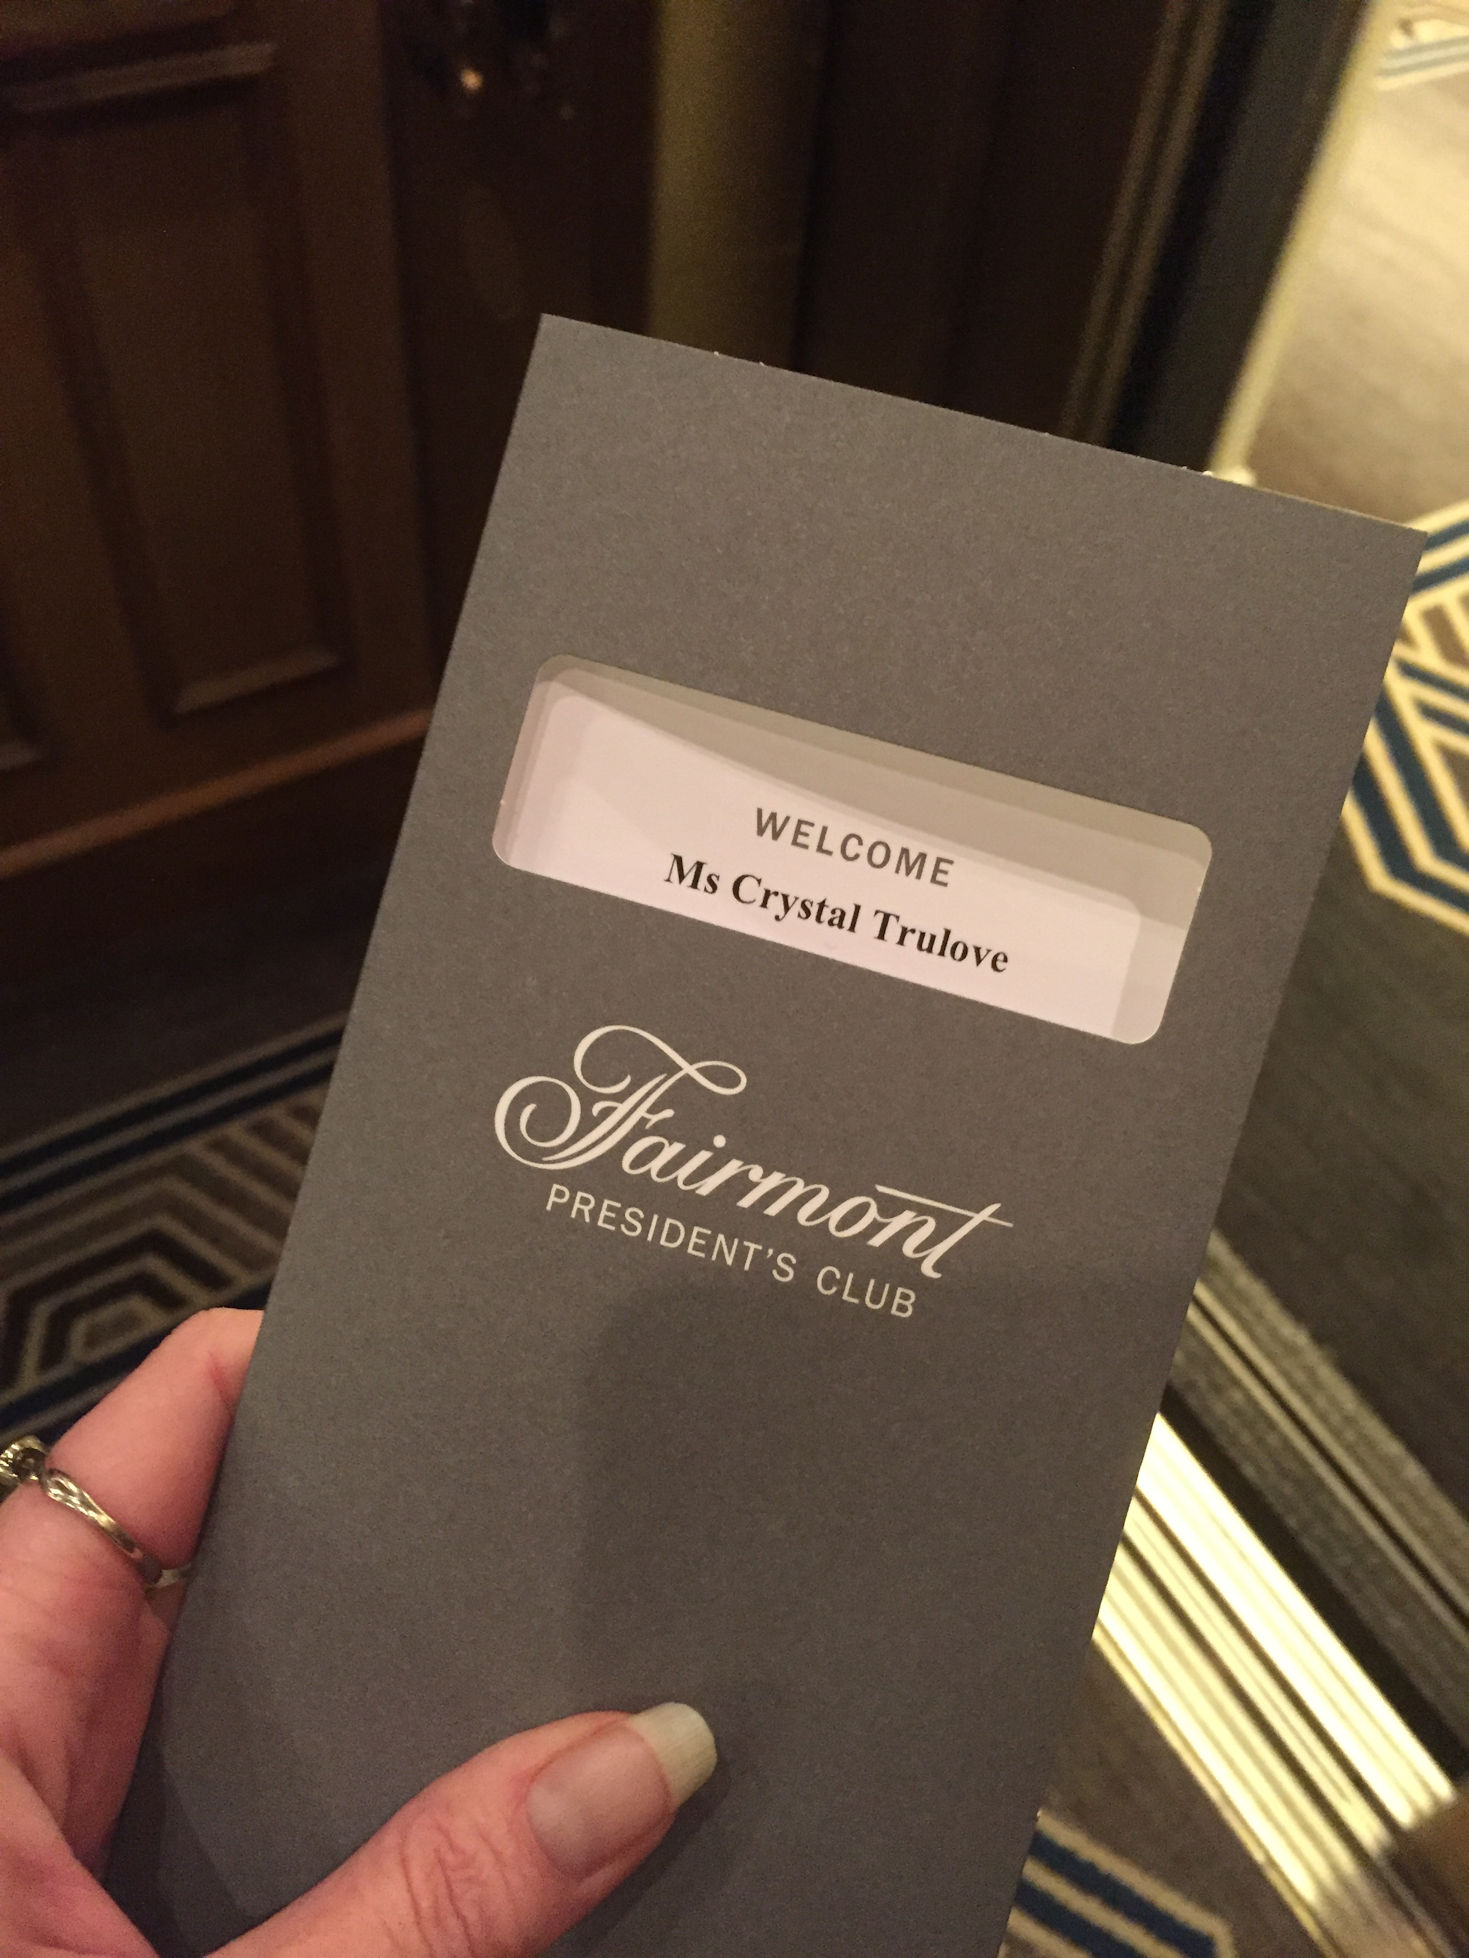 WELCOME
Ms Crystal Trulove
Fairmont
PRESIDENT'S CLUB